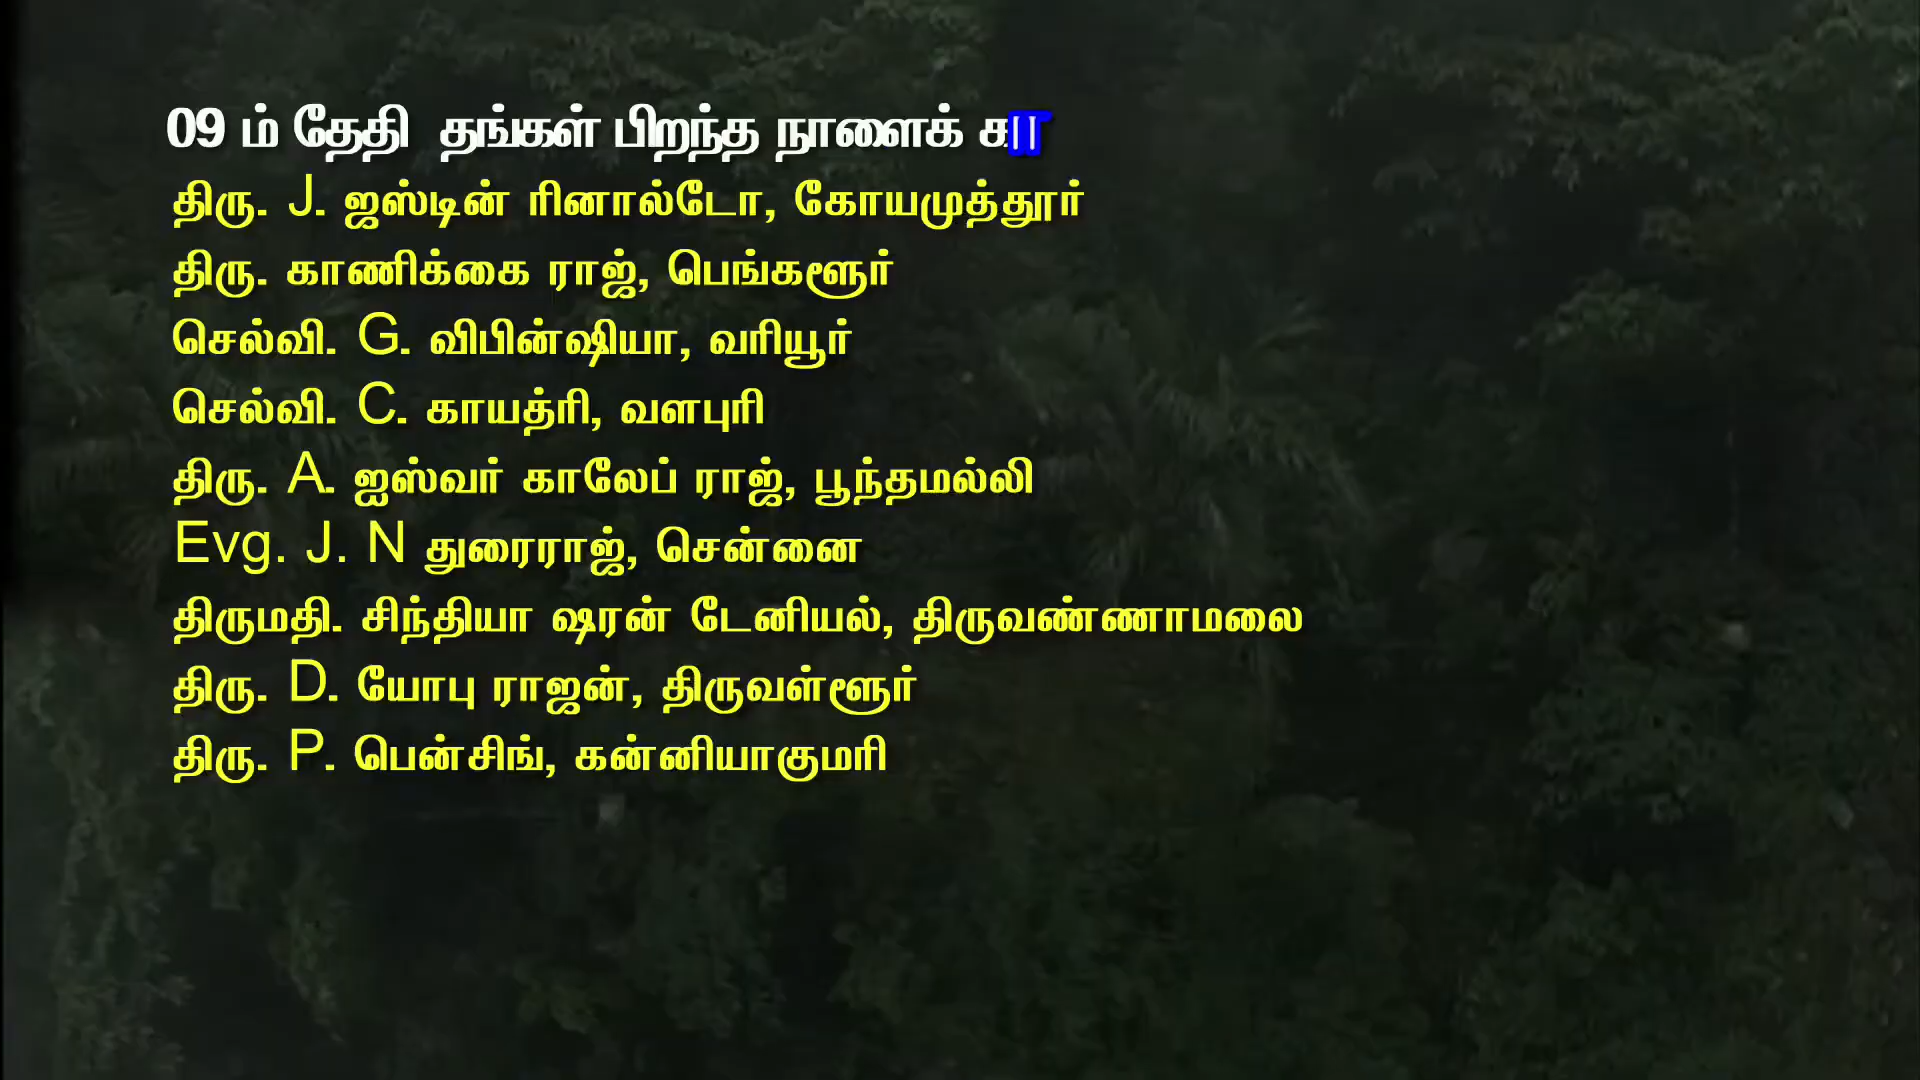 09 ம் தேதி தங்கள் பிறந்த நாளைக்
திரு. J. ஜஸ்டின் ரினால்டோ, கோயமுத்தூர்
திரு. காணிக்கை ராஜ், பெங்களூர்
செல்வி. G. விபின்ஷியா, வரியூர்
செல்வி. C. காயத்ரி, வளபுரி
திரு. A. ஐஸ்வர் காலேப் ராஜ், பூந்தமல்லி
Evg. J. N துரைராஜ், சென்னை
திருமதி. சிந்தியா ஷரன் டேனியல், திருவண்ணாமலை
திரு. D. யோபு ராஜன், திருவள்ளூர்
திரு. P. பென்சிங், கன்னியாகுமரி